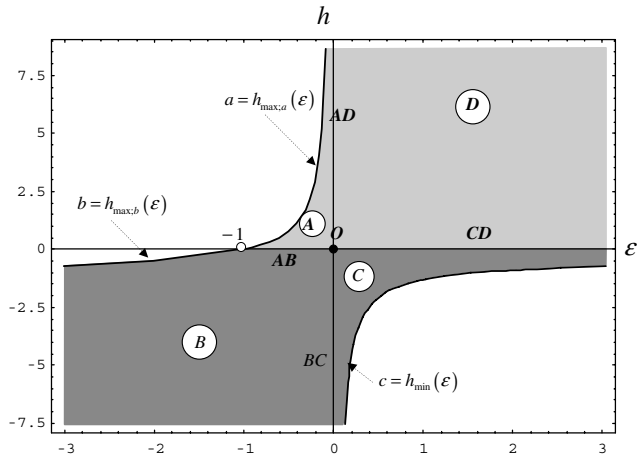 h
7.5
D
a = h_max;a (ε)
AD
5
2.5
b = h_max;b (ε)
-1
A
O
CD
0
ε
AB
C
-2.5
B
BC
-5
c = h_min (ε)
-7.5
-3 -2 -1 0 1 2 3